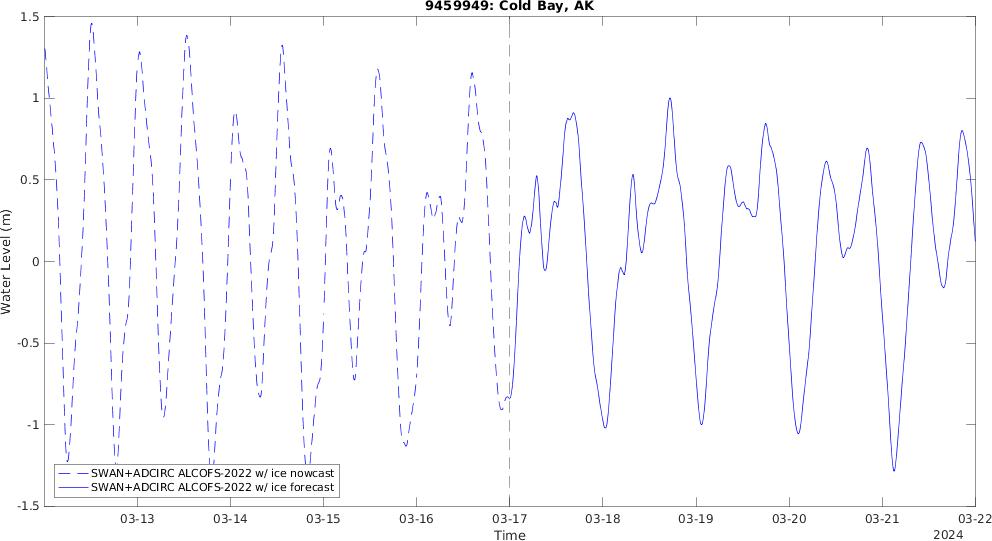 9459949: Cold Bay, AK
1.5
1
0.5
0
-0.5
-1
-1.5
Water Level (m)
SWAN+ADCIRC ALCOFS-2022 w/ ice nowcast
SWAN+ADCIRC ALCOFS-2022 w/ ice forecast
03-13 03-14 03-15 03-16 03-17 03-18 03-19 03-20 03-21 03-22
Time
2024